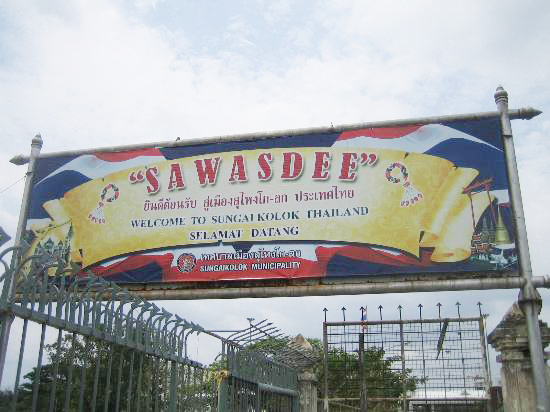 "SAWASDEE"
ยินดีต้อนรับ สู่เมืองสุไหงโก-ลก ประเทศไทย
WELCOME TO SUNGAI KOLOK THAILAND
SELAMAT DATANG
เทศบาลเมืองสุไหงโก-ลก
SUNGAIKOLOK MUNICIPALITY